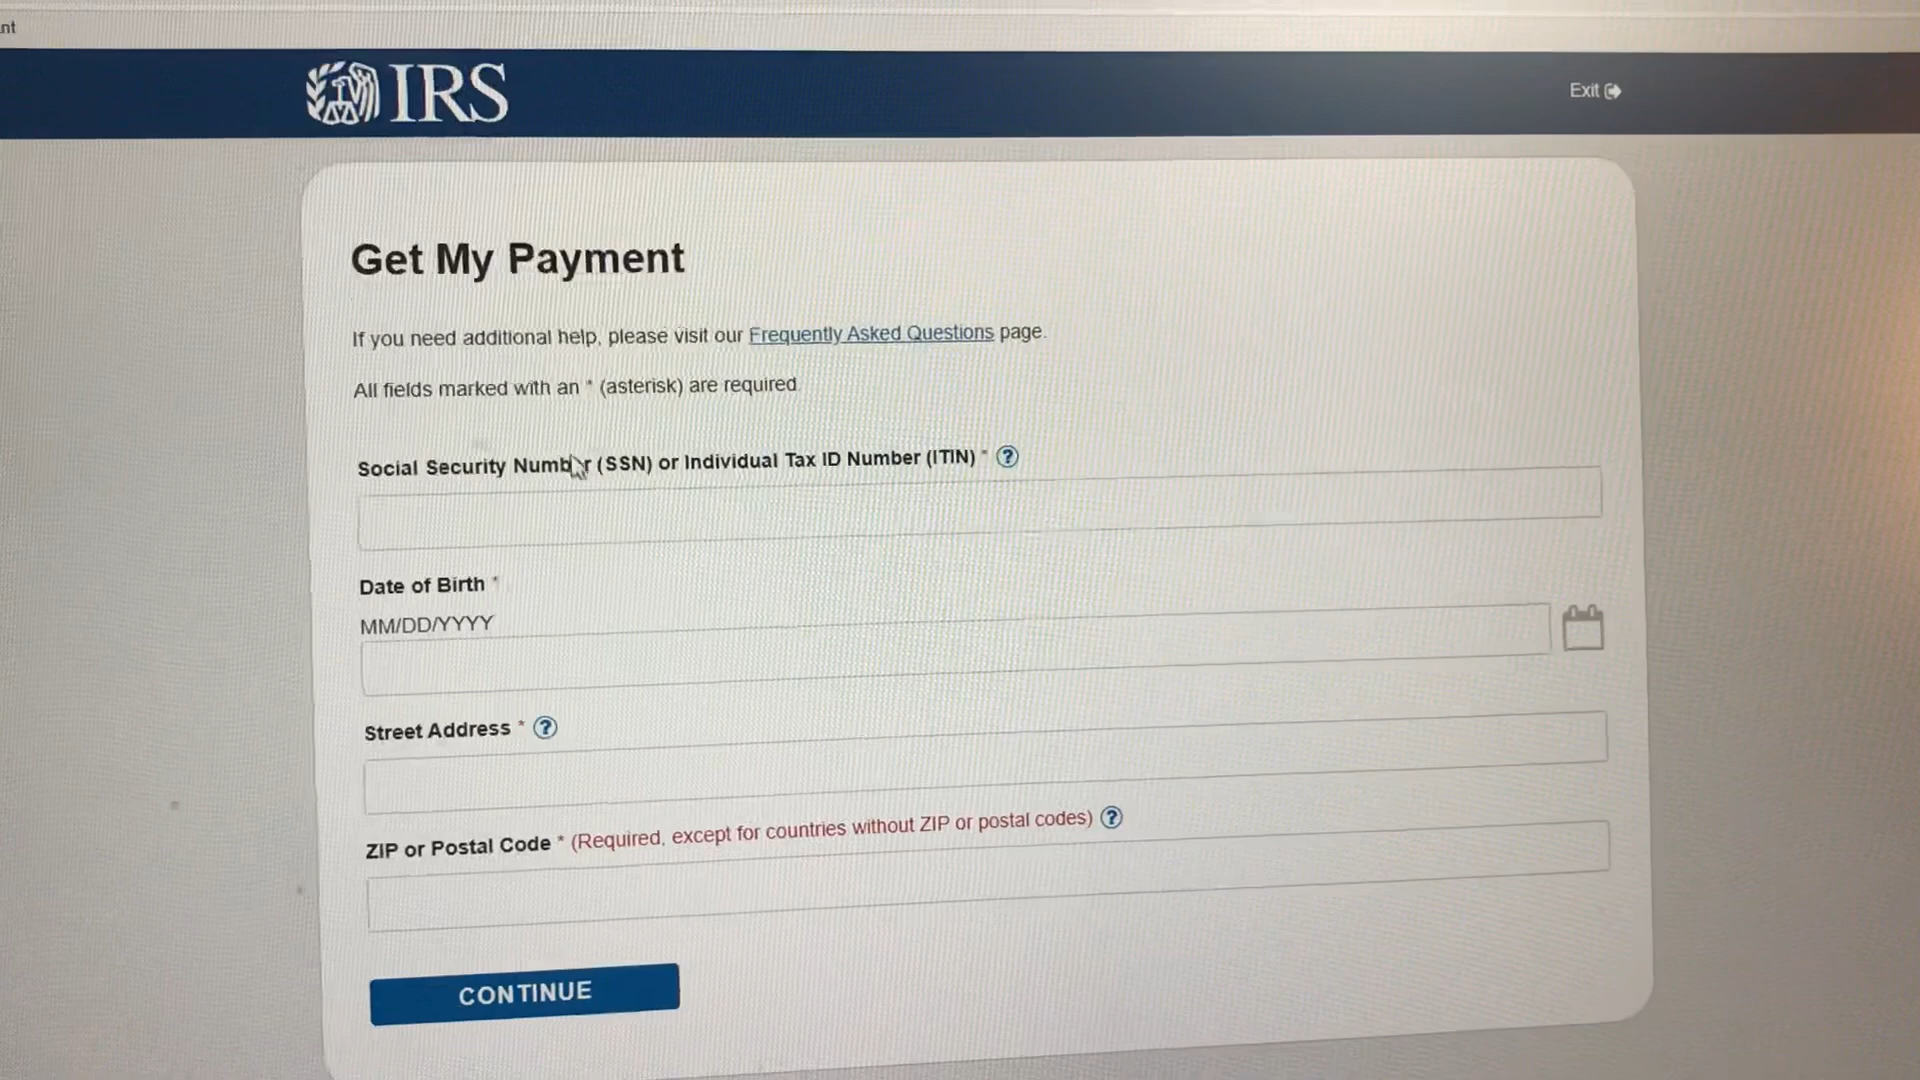 nt
IRS
Exit
Get My Payment
If you need additional help, please visit our Frequently Asked Questions page.
All fields marked with an * (asterisk) are required.
Social Security Number (SSN) or Individual Tax ID Number (ITIN) * ?
Date of Birth *
MM/DD/YYYY
Street Address * ?
ZIP or Postal Code * (Required, except for countries without ZIP or postal codes) ?
CONTINUE